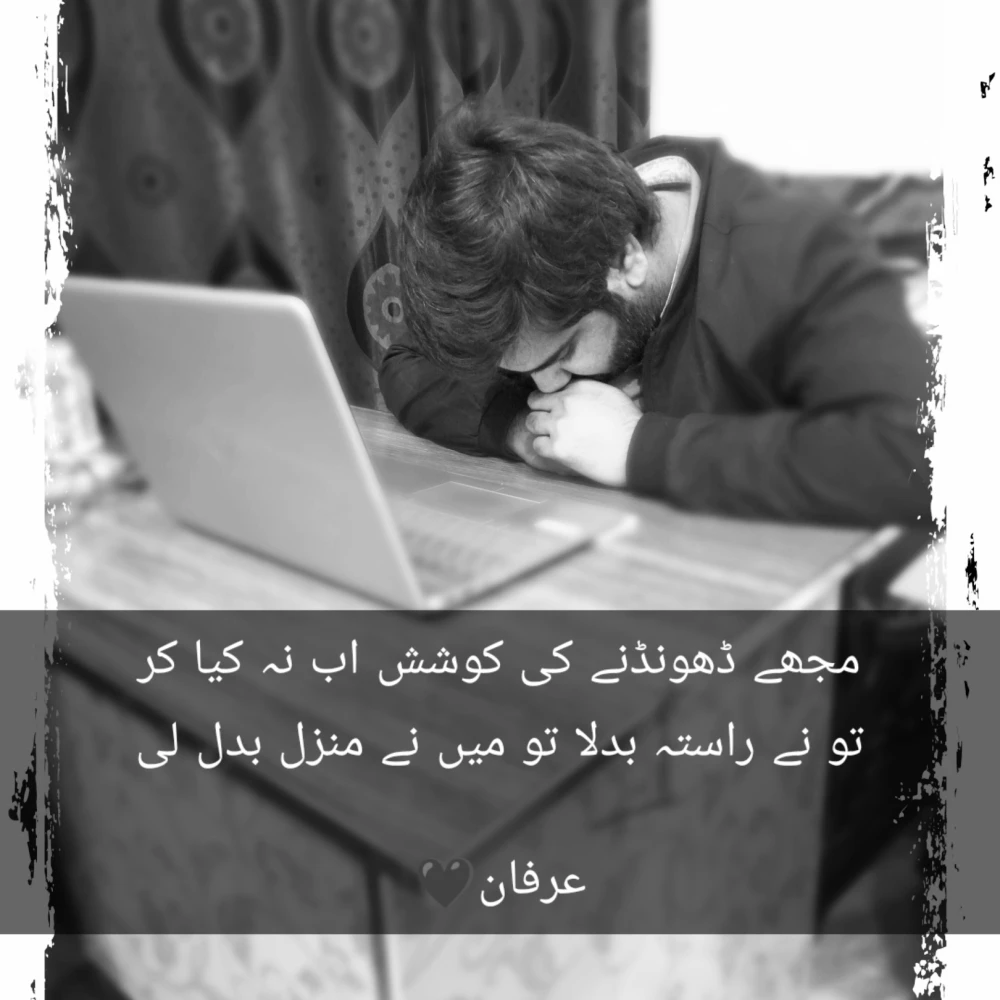 مجھے ڈھونڈنے کی کوشش اب نہ کیا کر
تو نے راستہ بدلا تو میں نے منزل بدل لی
عرفان🖤